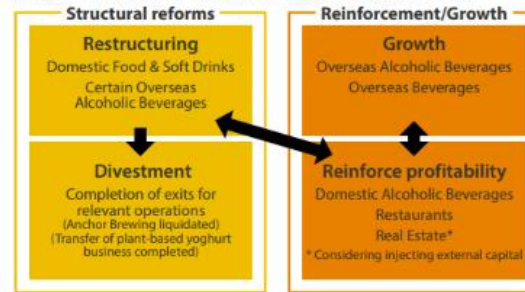 Structural reforms
Restructuring
Domestic Food & Soft Drinks
Certain Overseas
Alcoholic Beverages
Divestment
Completion of exits for
relevant operations
(Anchor Brewing liquidated)
(Transfer of plant-based yoghurt
business completed)
Reinforcement/Growth
Growth
Overseas Alcoholic Beverages
Overseas Beverages
Reinforce profitability
Domestic Alcoholic Beverages
Restaurants
Real Estate*
* Considering injecting external capital